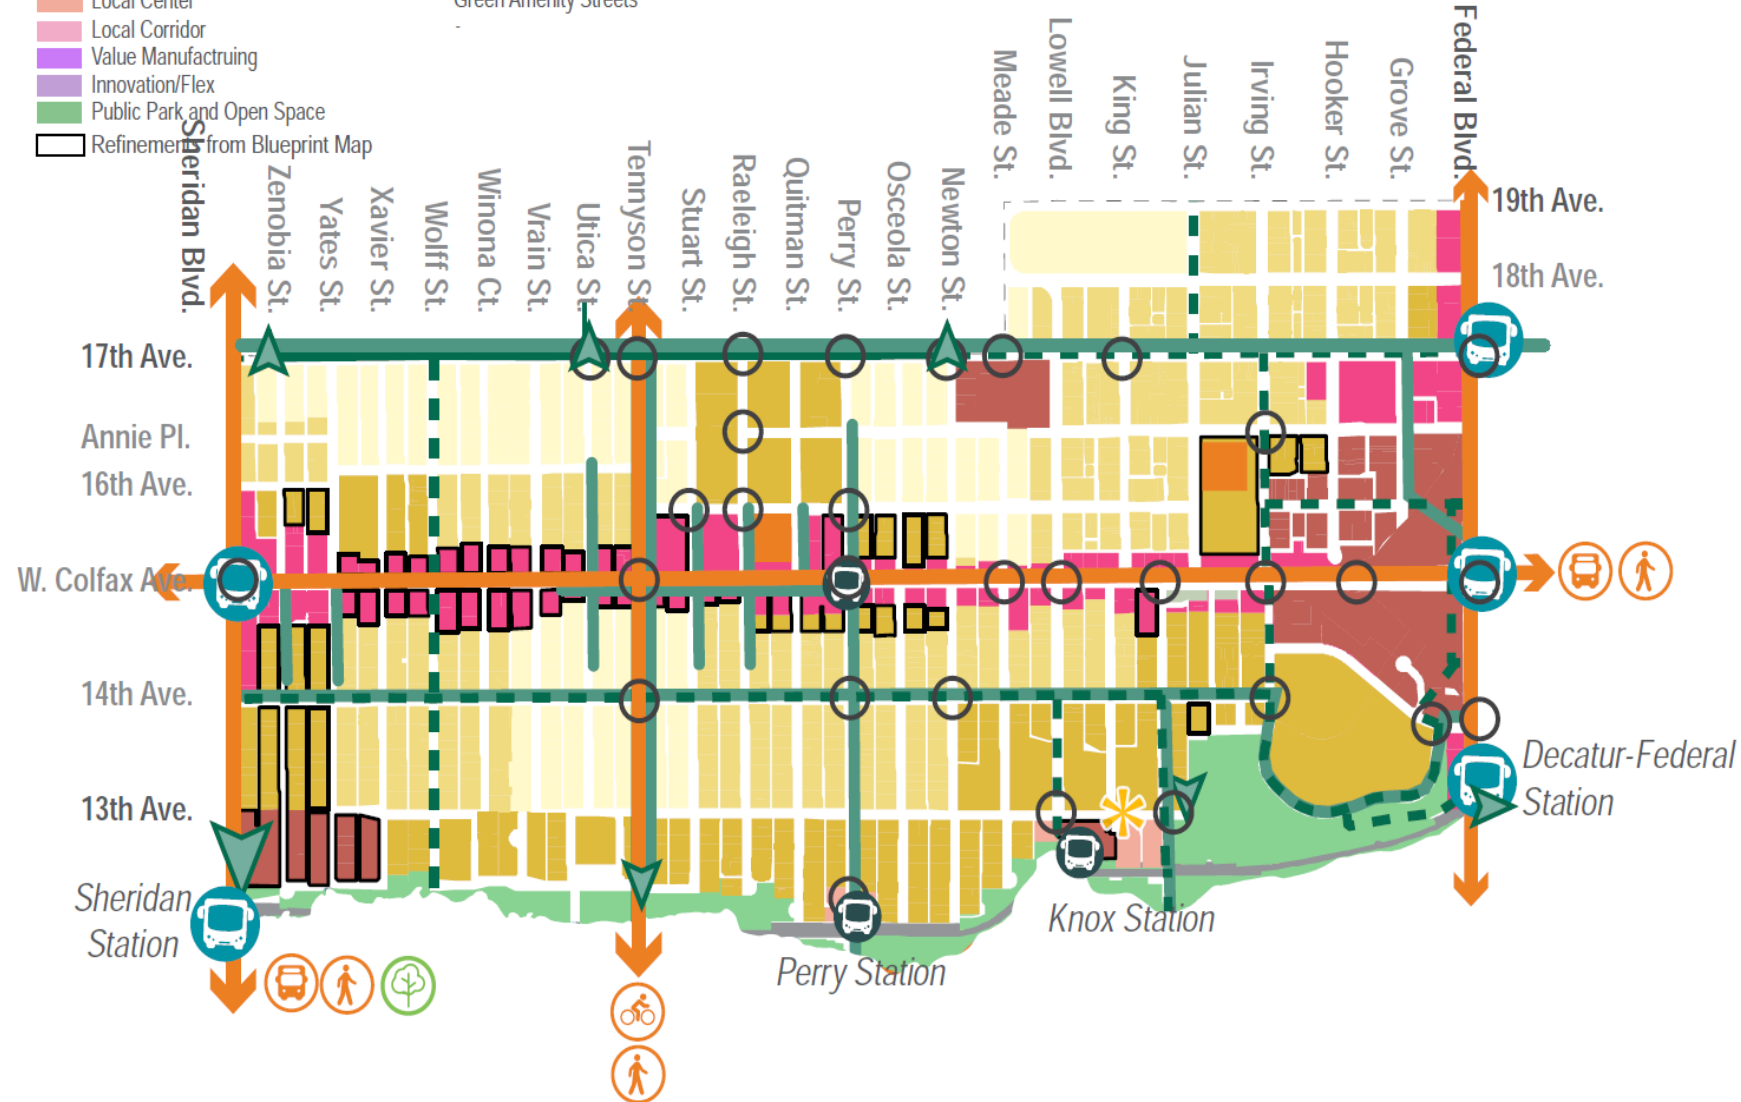 Local Center
Green Amenity Streets
Local Corridor
-
Value Manufactruing
Innovation/Flex
Public Park and Open Space
Refinements from Blueprint Map
Sheridan Blvd.
Zenobia St.
Yates St.
Xavier St.
Wolff St.
Winona Ct.
Vrain St.
Utica St.
Tennyson St.
Stuart St.
Raeleigh St.
Quitman St.
Perry St.
Osceola St.
Newton St.
Meade St.
Lowell Blvd.
King St.
Julian St.
Irving St.
Hooker St.
Grove St.
Federal Blvd.
19th Ave.
18th Ave.
17th Ave.
Annie Pl.
16th Ave.
W. Colfax Ave.
14th Ave.
13th Ave.
Decatur-Federal
Station
Sheridan
Station
Knox Station
Perry Station